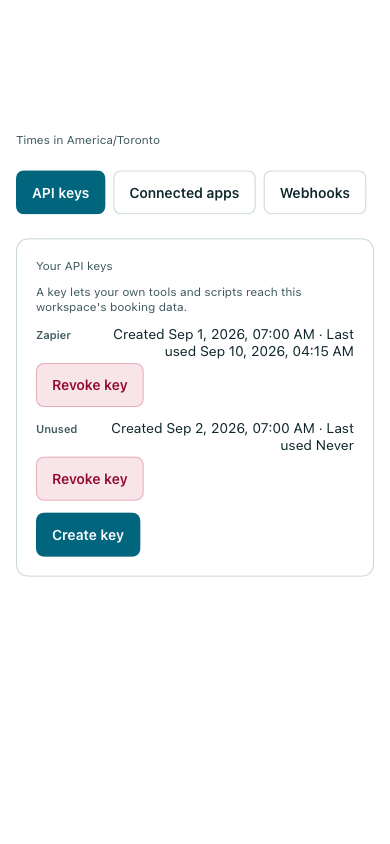 Times in America/Toronto
API keys
Connected apps
Webhooks
Your API keys
A key lets your own tools and scripts reach this
workspace's booking data.
Zapier
Created Sep 1, 2026, 07:00 AM · Last
used Sep 10, 2026, 04:15 AM
Revoke key
Unused
Created Sep 2, 2026, 07:00 AM · Last
used Never
Revoke key
Create key